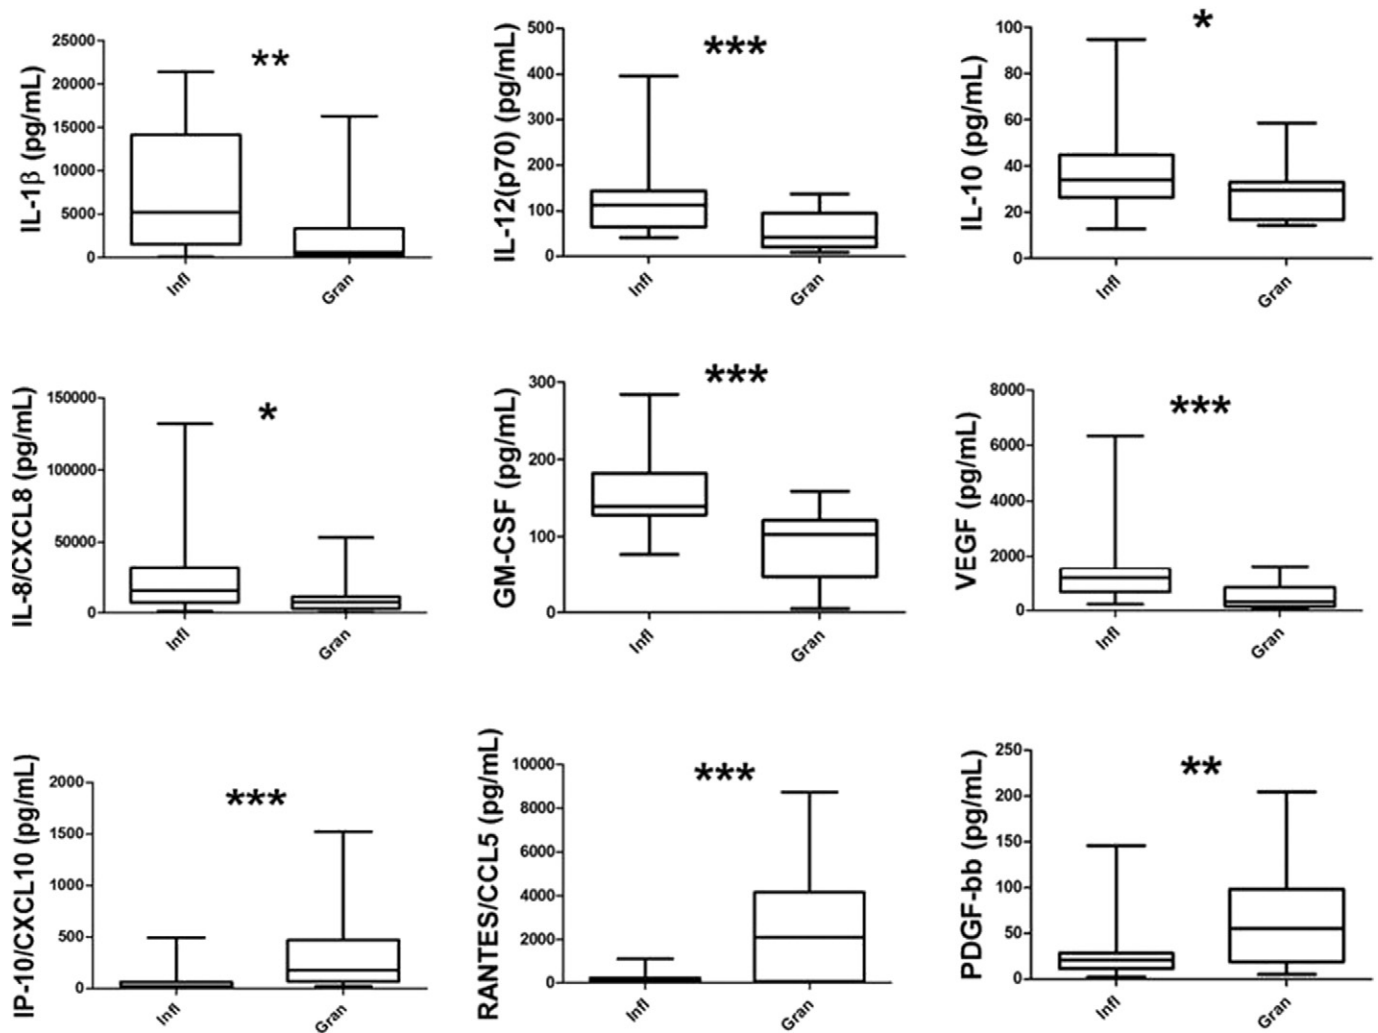 IL-1β (pg/mL)
25000
20000
15000
10000
5000
0
**
Infl
Gran
IL-12(p70) (pg/mL)
500
400
300
200
100
0
***
Infl
Gran
IL-10 (pg/mL)
100
80
60
40
20
0
*
Infl
Gran
IL-8/CXCL8 (pg/mL)
150000
100000
50000
0
*
Infl
Gran
GM-CSF (pg/mL)
300
200
100
0
***
Infl
Gran
VEGF (pg/mL)
8000
6000
4000
2000
0
***
Infl
Gran
IP-10/CXCL10 (pg/mL)
2000
1500
1000
500
0
***
Infl
Gran
RANTES/CCL5 (pg/mL)
10000
8000
6000
4000
2000
0
***
Infl
Gran
PDGF-bb (pg/mL)
250
200
150
100
50
0
**
Infl
Gran